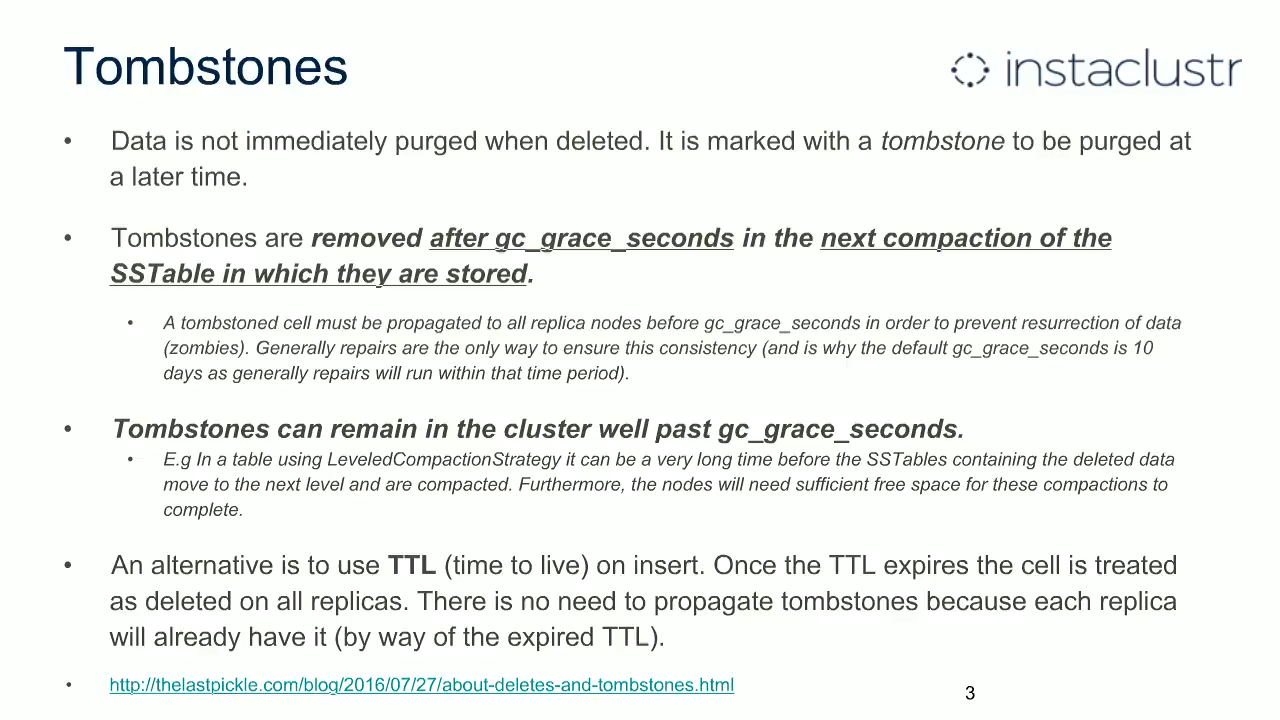 Tombstones
instaclustr
• Data is not immediately purged when deleted. It is marked with a tombstone to be purged at
a later time.
• Tombstones are removed after gc_grace_seconds in the next compaction of the
SSTable in which they are stored.
• A tombstoned cell must be propagated to all replica nodes before gc_grace_seconds in order to prevent resurrection of data
(zombies). Generally repairs are the only way to ensure this consistency (and is why the default gc_grace_seconds is 10
days as generally repairs will run within that time period).
• Tombstones can remain in the cluster well past gc_grace_seconds.
• E.g In a table using LeveledCompactionStrategy it can be a very long time before the SSTables containing the deleted data
move to the next level and are compacted. Furthermore, the nodes will need sufficient free space for these compactions to
complete.
• An alternative is to use TTL (time to live) on insert. Once the TTL expires the cell is treated
as deleted on all replicas. There is no need to propagate tombstones because each replica
will already have it (by way of the expired TTL).
• http://thelastpickle.com/blog/2016/07/27/about-deletes-and-tombstones.html
3